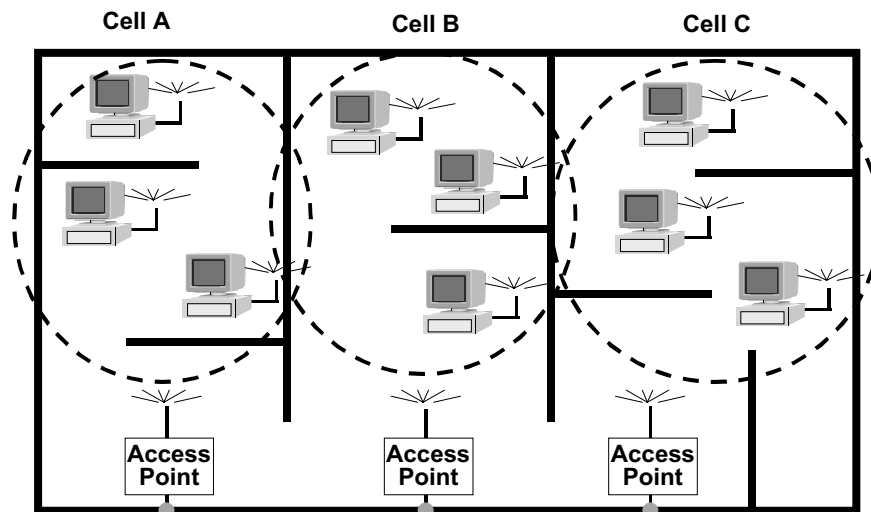 Cell A
Cell B
Cell C
Access
Point
Access
Point
Access
Point